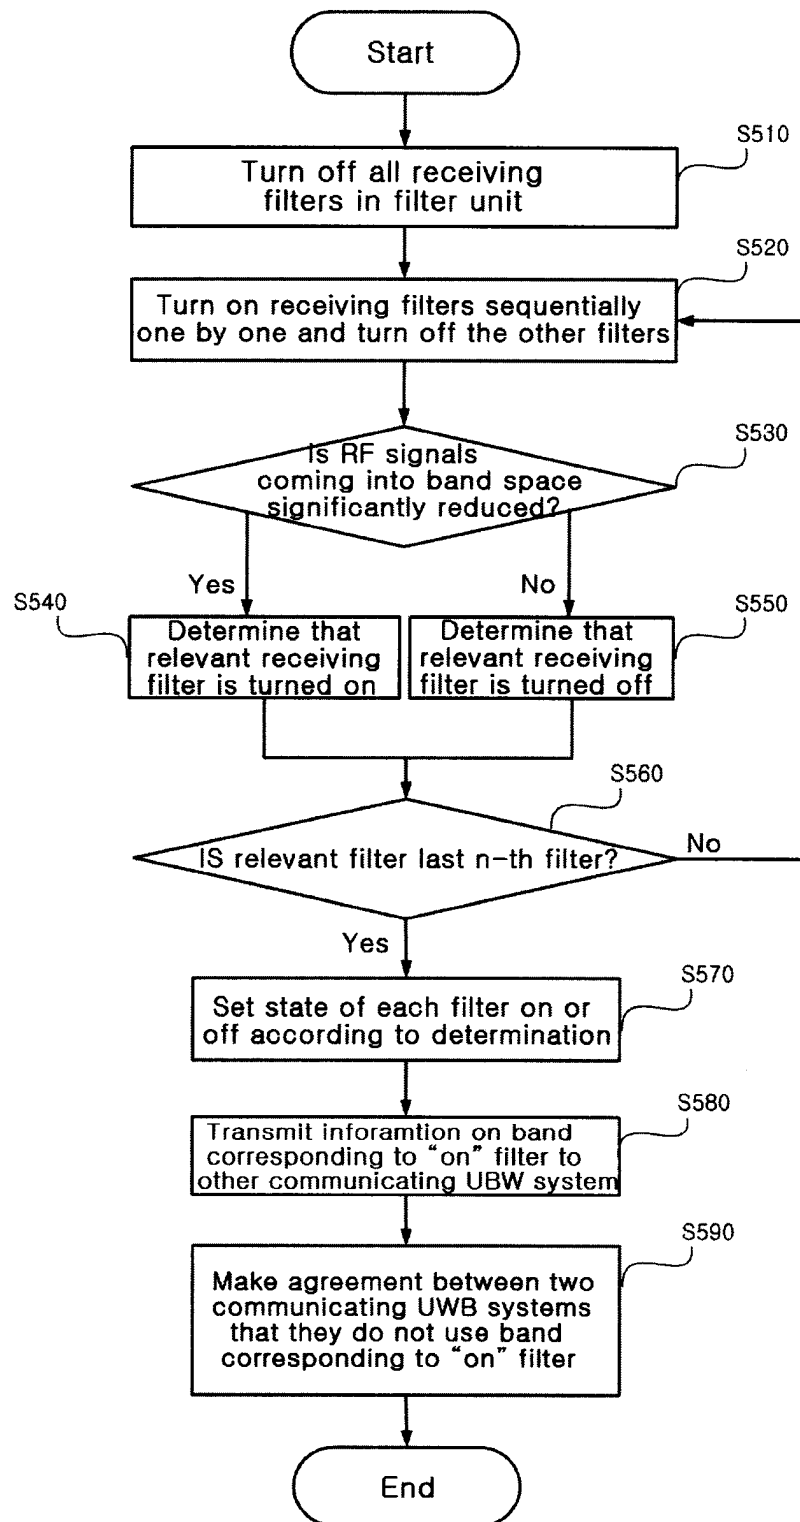 Start
S510
Turn off all receiving
filters in filter unit
S520
Turn on receiving filters sequentially
one by one and turn off the other filters
S530
Is RF signals
coming into band space
significantly reduced?
Yes
No
S540
S550
Determine that
relevant receiving
filter is turned on
Determine that
relevant receiving
filter is turned off
S560
IS relevant filter last n-th filter?
No
Yes
S570
Set state of each filter on or
off according to determination
S580
Transmit inforamtion on band
corresponding to “on” filter to
other communicating UBW system
S590
Make agreement between two
communicating UWB systems
that they do not use band
corresponding to “on” filter
End